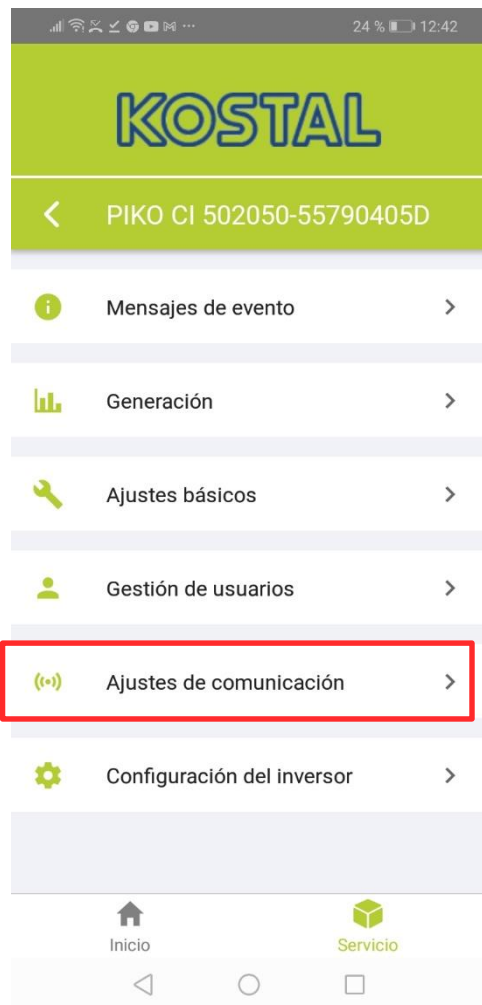 24 % 12:42
KOSTAL
PIKO CI 502050-55790405D
Mensajes de evento
Generación
Ajustes básicos
Gestión de usuarios
Ajustes de comunicación
Configuración del inversor
Inicio
Servicio